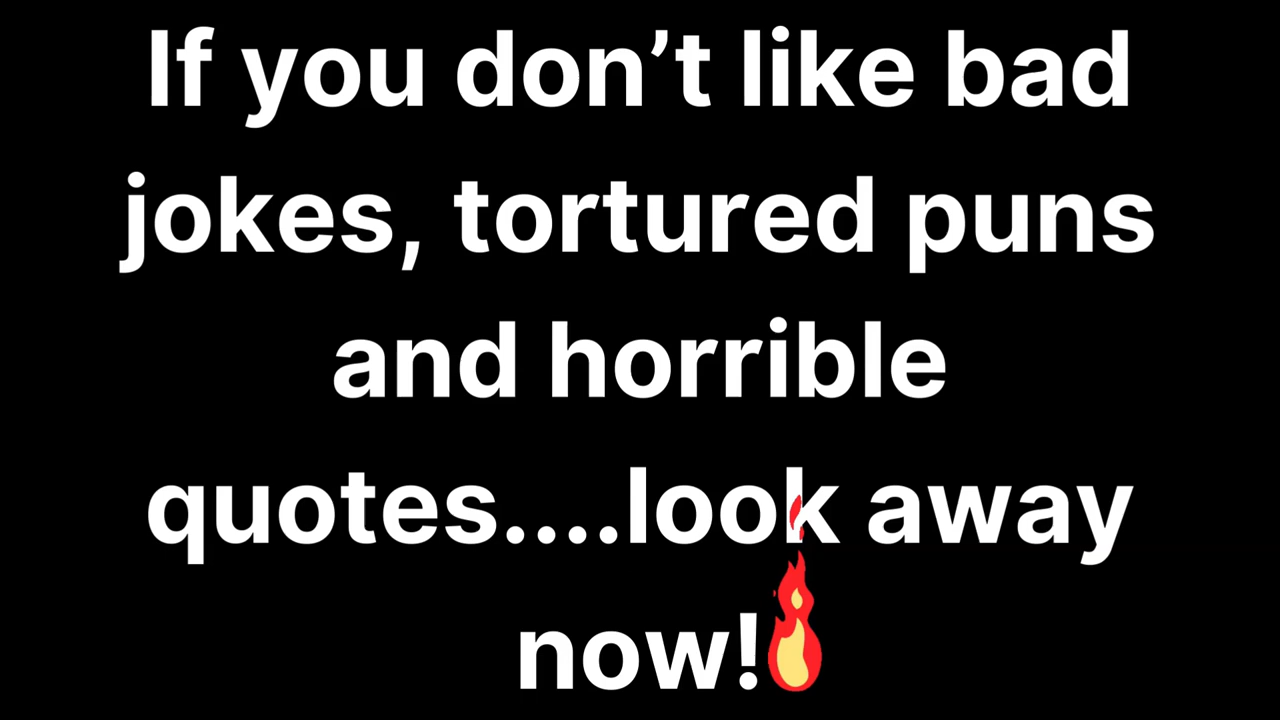 If you don’t like bad
jokes, tortured puns
and horrible
quotes....look away
now!